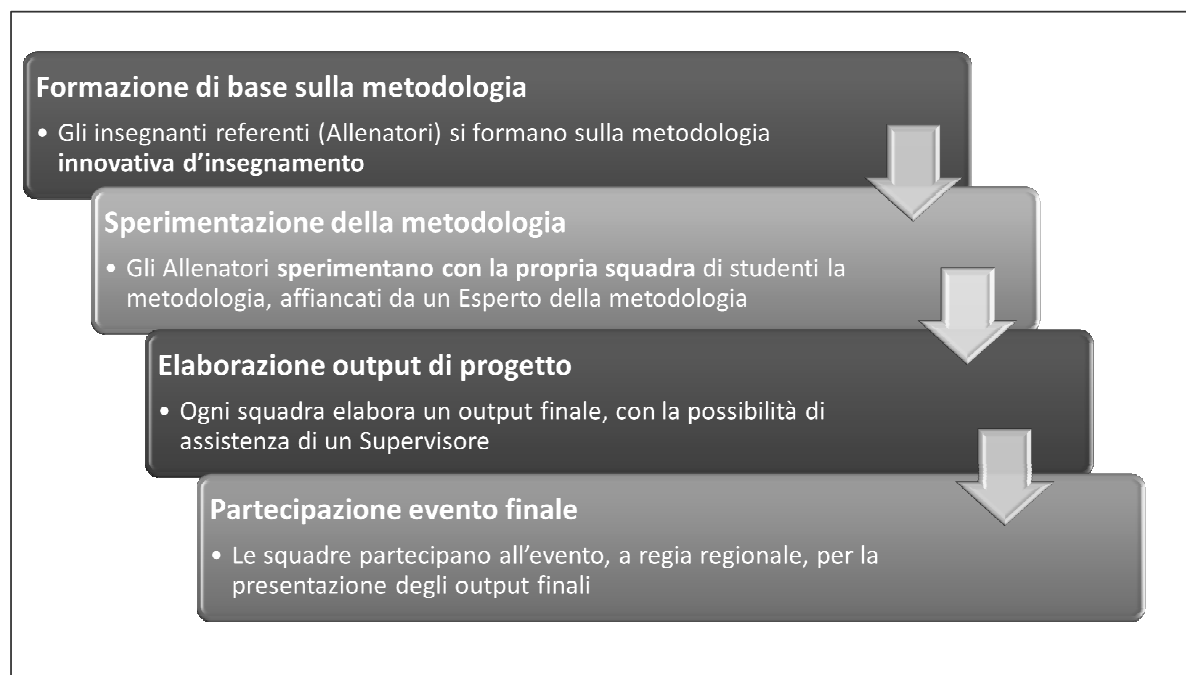 Formazione di base sulla metodologia
• Gli insegnanti referenti (Allenatori) si formano sulla metodologia
innovativa d’insegnamento
Sperimentazione della metodologia
• Gli Allenatori sperimentano con la propria squadra di studenti la
metodologia, affiancati da un Esperto della metodologia
Elaborazione output di progetto
• Ogni squadra elabora un output finale, con la possibilità di
assistenza di un Supervisore
Partecipazione evento finale
• Le squadre partecipano all’evento, a regia regionale, per la
presentazione degli output finali